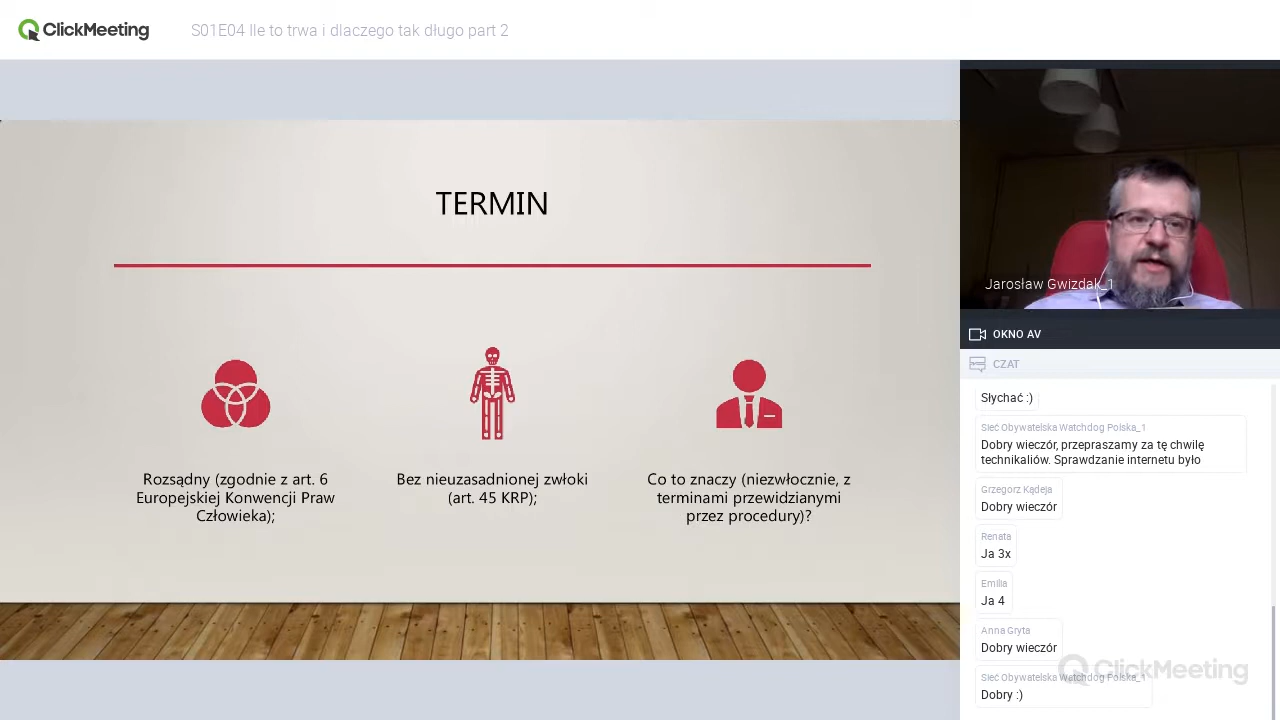 ClickMeeting
S01E04 Ile to trwa i dlaczego tak długo part 2
TERMIN
Rozsądny (zgodnie z art. 6
Europejskiej Konwencji Praw
Człowieka);
Bez nieuzasadnionej zwłoki
(art. 45 KRP);
Co to znaczy (niezwłocznie, z
terminami przewidzianymi
przez procedury)?
Jarosław Gwizdak_1
OKNO AV
CZAT
Słychać :)
Sieć Obywatelska Watchdog Polska_1
Dobry wieczór, przepraszamy za tę chwilę
technikaliów. Sprawdzanie internetu było
Grzegorz Kądeja
Dobry wieczór
Renata
Ja 3x
Emilia
Ja 4
Anna Gryta
Dobry wieczór
Sieć Obywatelska Watchdog Polska_1
Dobry :)
ClickMeeting